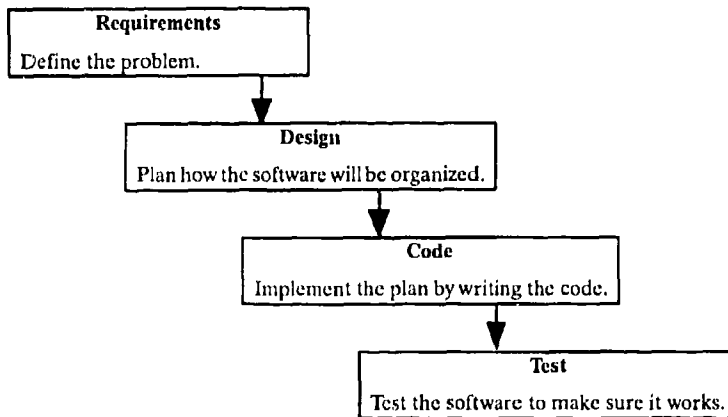 Requirements
Define the problem.
Design
Plan how the software will be organized.
Code
Implement the plan by writing the code.
Test
Test the software to make sure it works.